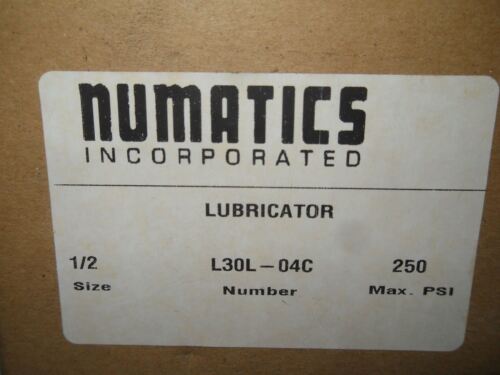 NUMATICS
INCORPORATED
LUBRICATOR
1/2 L30L-04C 250
Size Number Max. PSI